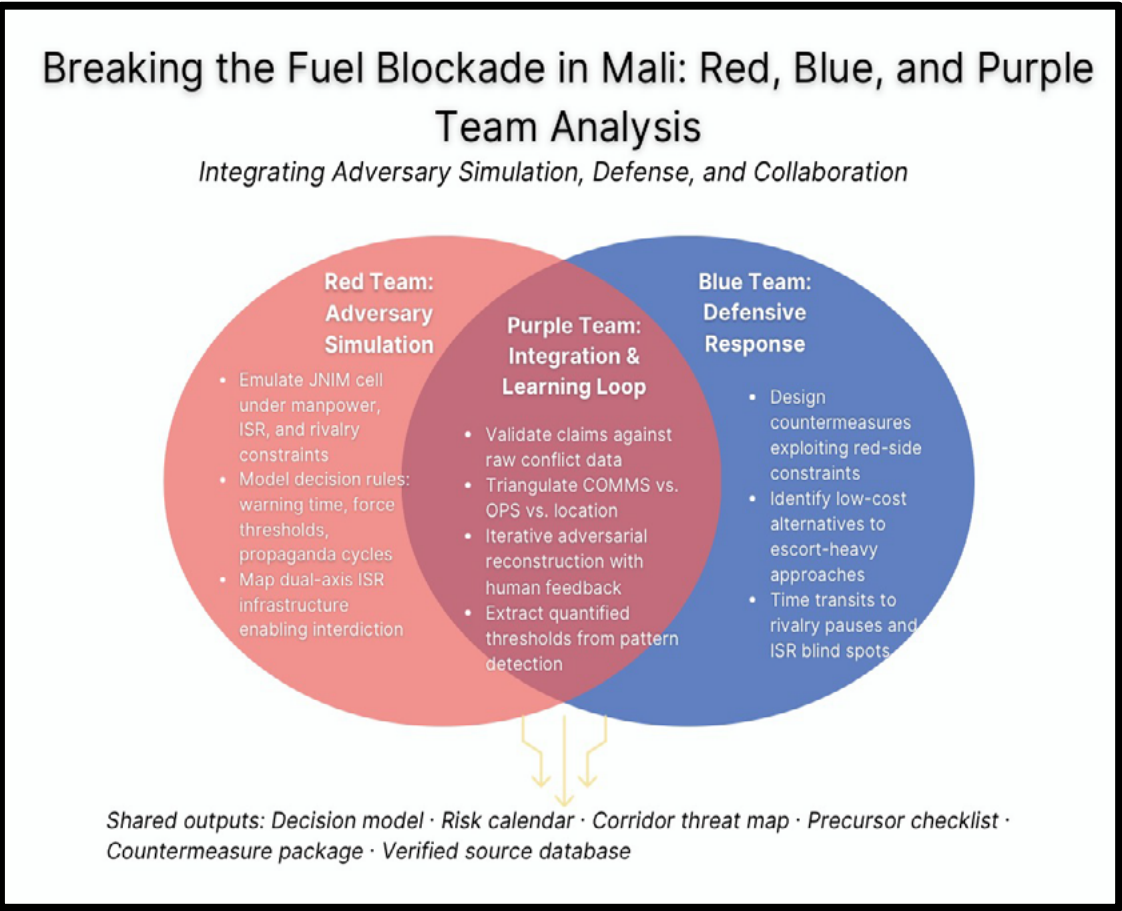 Breaking the Fuel Blockade in Mali: Red, Blue, and Purple
Team Analysis
Integrating Adversary Simulation, Defense, and Collaboration
Red Team:
Adversary
Simulation
• Emulate JNIM cell
under manpower,
ISR, and rivalry
constraints
• Model decision rules:
warning time, force
thresholds,
propaganda cycles
• Map dual-axis ISR
infrastructure
enabling interdiction
Purple Team:
Integration &
Learning Loop
• Validate claims against
raw conflict data
• Triangulate COMMS vs.
OPS vs. location
• Iterative adversarial
reconstruction with
human feedback
• Extract quantified
thresholds from pattern
detection
Blue Team:
Defensive
Response
• Design
countermeasures
exploiting red-side
constraints
• Identify low-cost
alternatives to
escort-heavy
approaches
• Time transits to
rivalry pauses and
ISR blind spots
Shared outputs: Decision model · Risk calendar · Corridor threat map · Precursor checklist ·
Countermeasure package · Verified source database